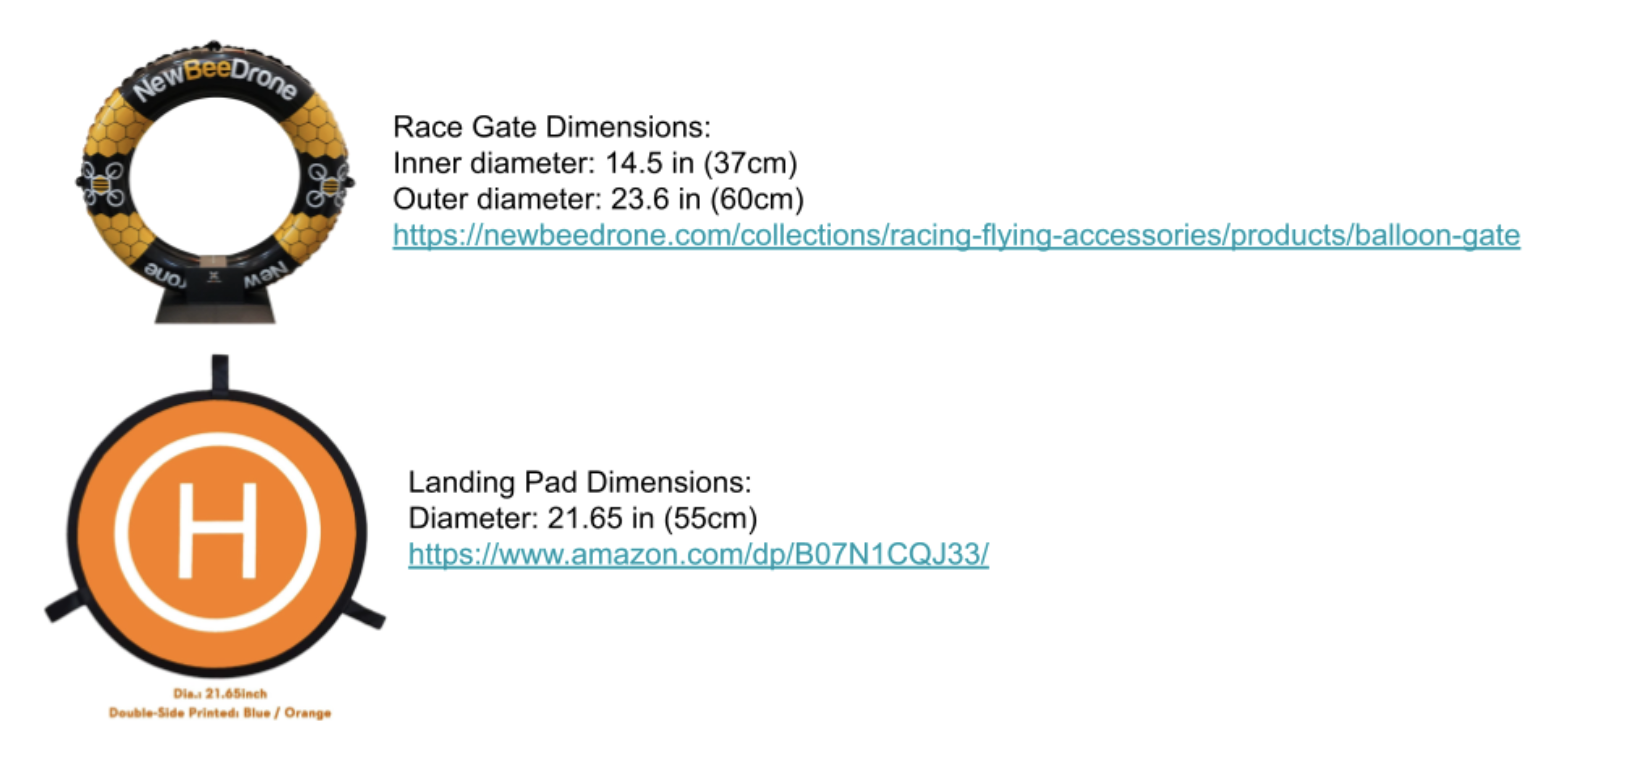 NewBeeDrone
Race Gate Dimensions:
Inner diameter: 14.5 in (37cm)
Outer diameter: 23.6 in (60cm)
https://newbeedrone.com/collections/racing-flying-accessories/products/balloon-gate
rone
New
H
Landing Pad Dimensions:
Diameter: 21.65 in (55cm)
https://www.amazon.com/dp/B07N1CQJ33/
Dia.: 21.65inch
Double-Side Printed: Blue / Orange